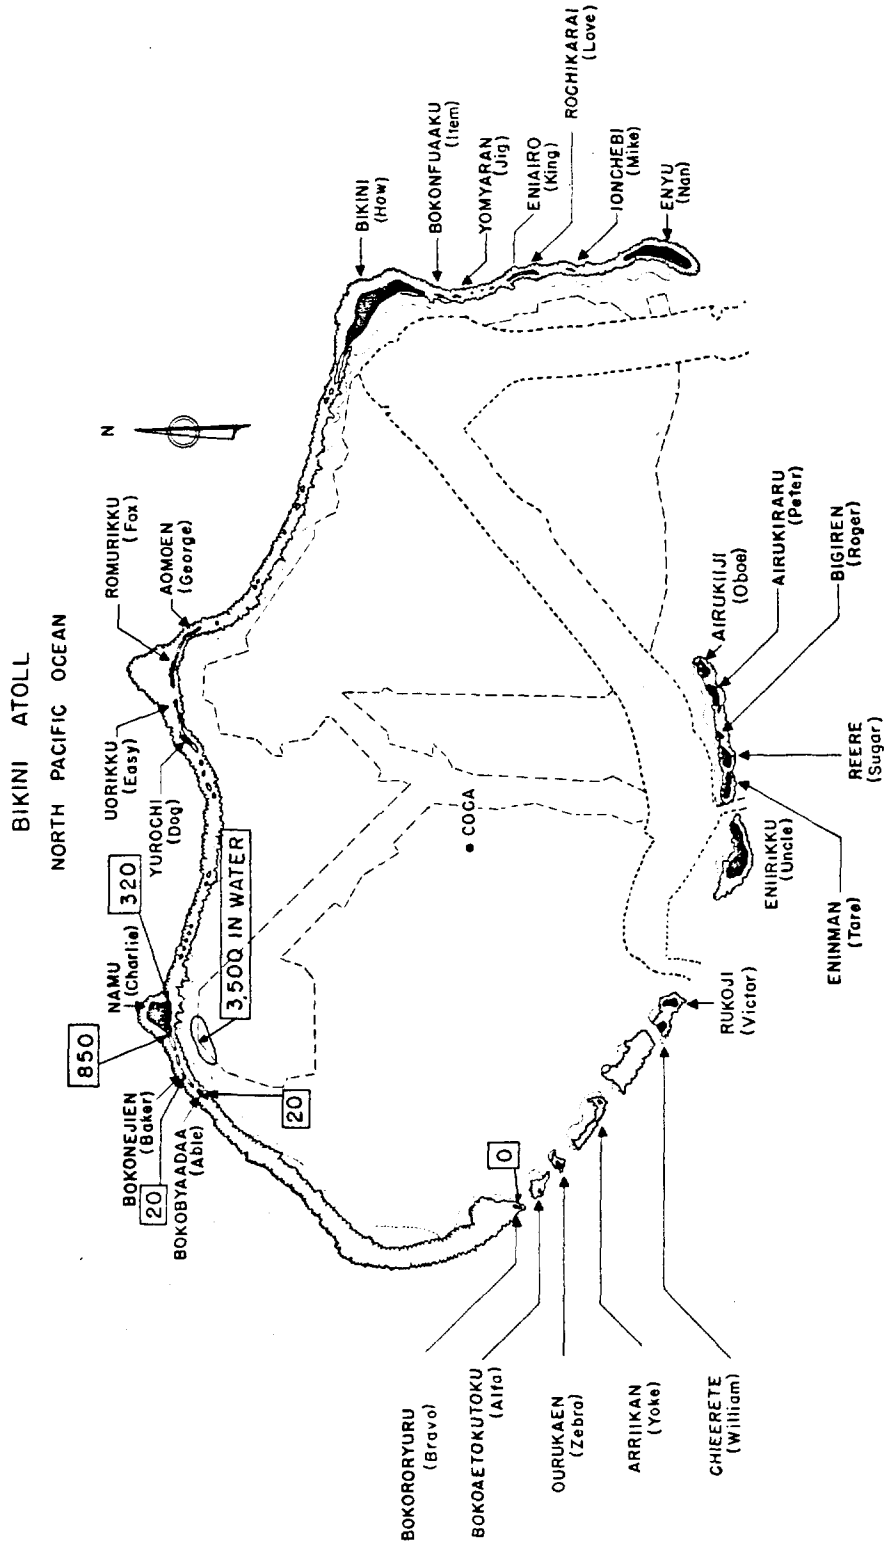 BIKINI ATOLL
NORTH PACIFIC OCEAN
N
ROMURIKKU
(Fox)
AOMOEN
(George)
UORIKKU
(Easy)
YUROCHI
(Dog)
320
NAMU
(Charlie)
850
3,500 IN WATER
BOKONEJIEN
(Baker)
20
BOKOBYAADAA
(Able)
20
BIKINI
(How)
BOKONFUAAKU
(Item)
YOMYARAN
(Jig)
ENIAIRO
(King)
ROCHIKARAI
(Love)
IONCHEBI
(Mike)
ENYU
(Nan)
COCA
0
BOKORORYURU
(Bravo)
BOKOAETOKUTOKU
(Alfa)
OURUKAEN
(Zebra)
ARRIIKAN
(Yoke)
CHIEERETE
(William)
RUKOJI
(Victor)
ENIIRIKKU
(Uncle)
ENINMAN
(Tare)
REERE
(Sugar)
BIGIREN
(Roger)
AIRUKIRARU
(Peter)
AIRUKIIJI
(Oboe)